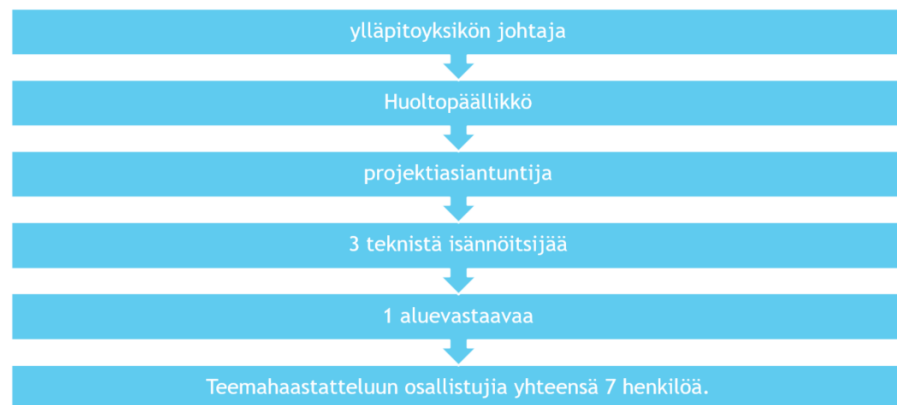 ylläpitoyksikön johtaja
Huoltopäällikkö
projektiasiantuntija
3 teknistä isännöitsijää
1 aluevastaavaa
Teemahaastatteluun osallistujia yhteensä 7 henkilöä.